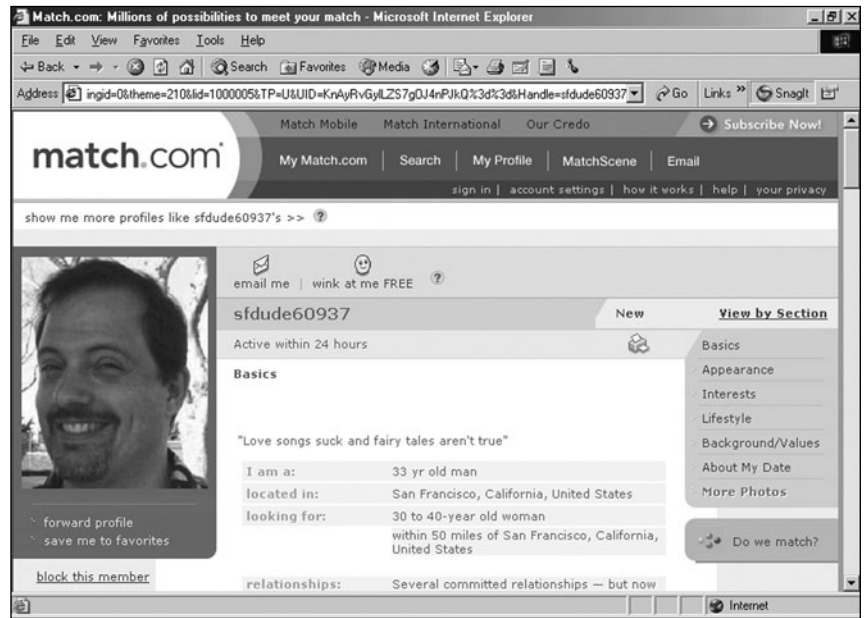 Match.com: Millions of possibilities to meet your match - Microsoft Internet Explorer
File Edit View Favorites Tools Help
Back Search Favorites Media
Address ingid=0&theme=210&lid=1000005&TP=U&UID=KnAyRvGyILZS7g0J4nPJkQ%3d%3d&Handle=sfdude60937 Go Links » SnagIt
Match Mobile Match International Our Credo Subscribe Now!
match.com
My Match.com | Search | My Profile | MatchScene | Email
sign in | account settings | how it works | help | your privacy
show me more profiles like sfdude60937's >> ?
email me | wink at me FREE ?
sfdude60937 New View by Section
Active within 24 hours
Basics
"Love songs suck and fairy tales aren't true"
I am a: 33 yr old man
located in: San Francisco, California, United States
looking for: 30 to 40-year old woman
within 50 miles of San Francisco, California,
United States
relationships: Several committed relationships — but now
Basics
Appearance
Interests
Lifestyle
Background/Values
About My Date
More Photos
Do we match?
forward profile
save me to favorites
block this member
Internet